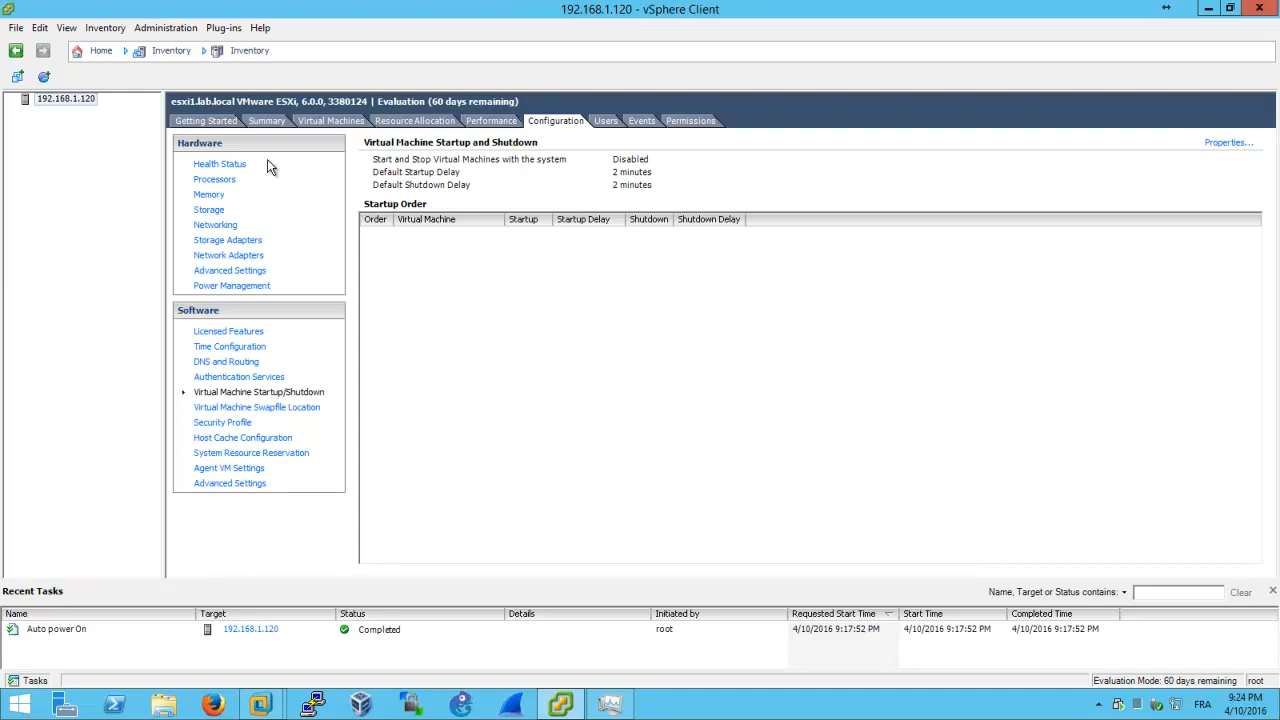 192.168.1.120 - vSphere Client
File Edit View Inventory Administration Plug-ins Help
Home Inventory Inventory
192.168.1.120
esxi1.lab.local VMware ESXi, 6.0.0, 3380124 | Evaluation (60 days remaining)
Getting Started Summary Virtual Machines Resource Allocation Performance Configuration Users Events Permissions
Hardware
Health Status
Processors
Memory
Storage
Networking
Storage Adapters
Network Adapters
Advanced Settings
Power Management
Software
Licensed Features
Time Configuration
DNS and Routing
Authentication Services
Virtual Machine Startup/Shutdown
Virtual Machine Swapfile Location
Security Profile
Host Cache Configuration
System Resource Reservation
Agent VM Settings
Advanced Settings
Virtual Machine Startup and Shutdown Properties...
Start and Stop Virtual Machines with the system Disabled
Default Startup Delay 2 minutes
Default Shutdown Delay 2 minutes
Startup Order
Order Virtual Machine Startup Startup Delay Shutdown Shutdown Delay
Recent Tasks Name, Target or Status contains: Clear
Name Target Status Details Initiated by Requested Start Time Start Time Completed Time
Auto power On 192.168.1.120 Completed root 4/10/2016 9:17:52 PM 4/10/2016 9:17:52 PM 4/10/2016 9:17:52 PM
Tasks Evaluation Mode: 60 days remaining root
FRA 9:24 PM
4/10/2016